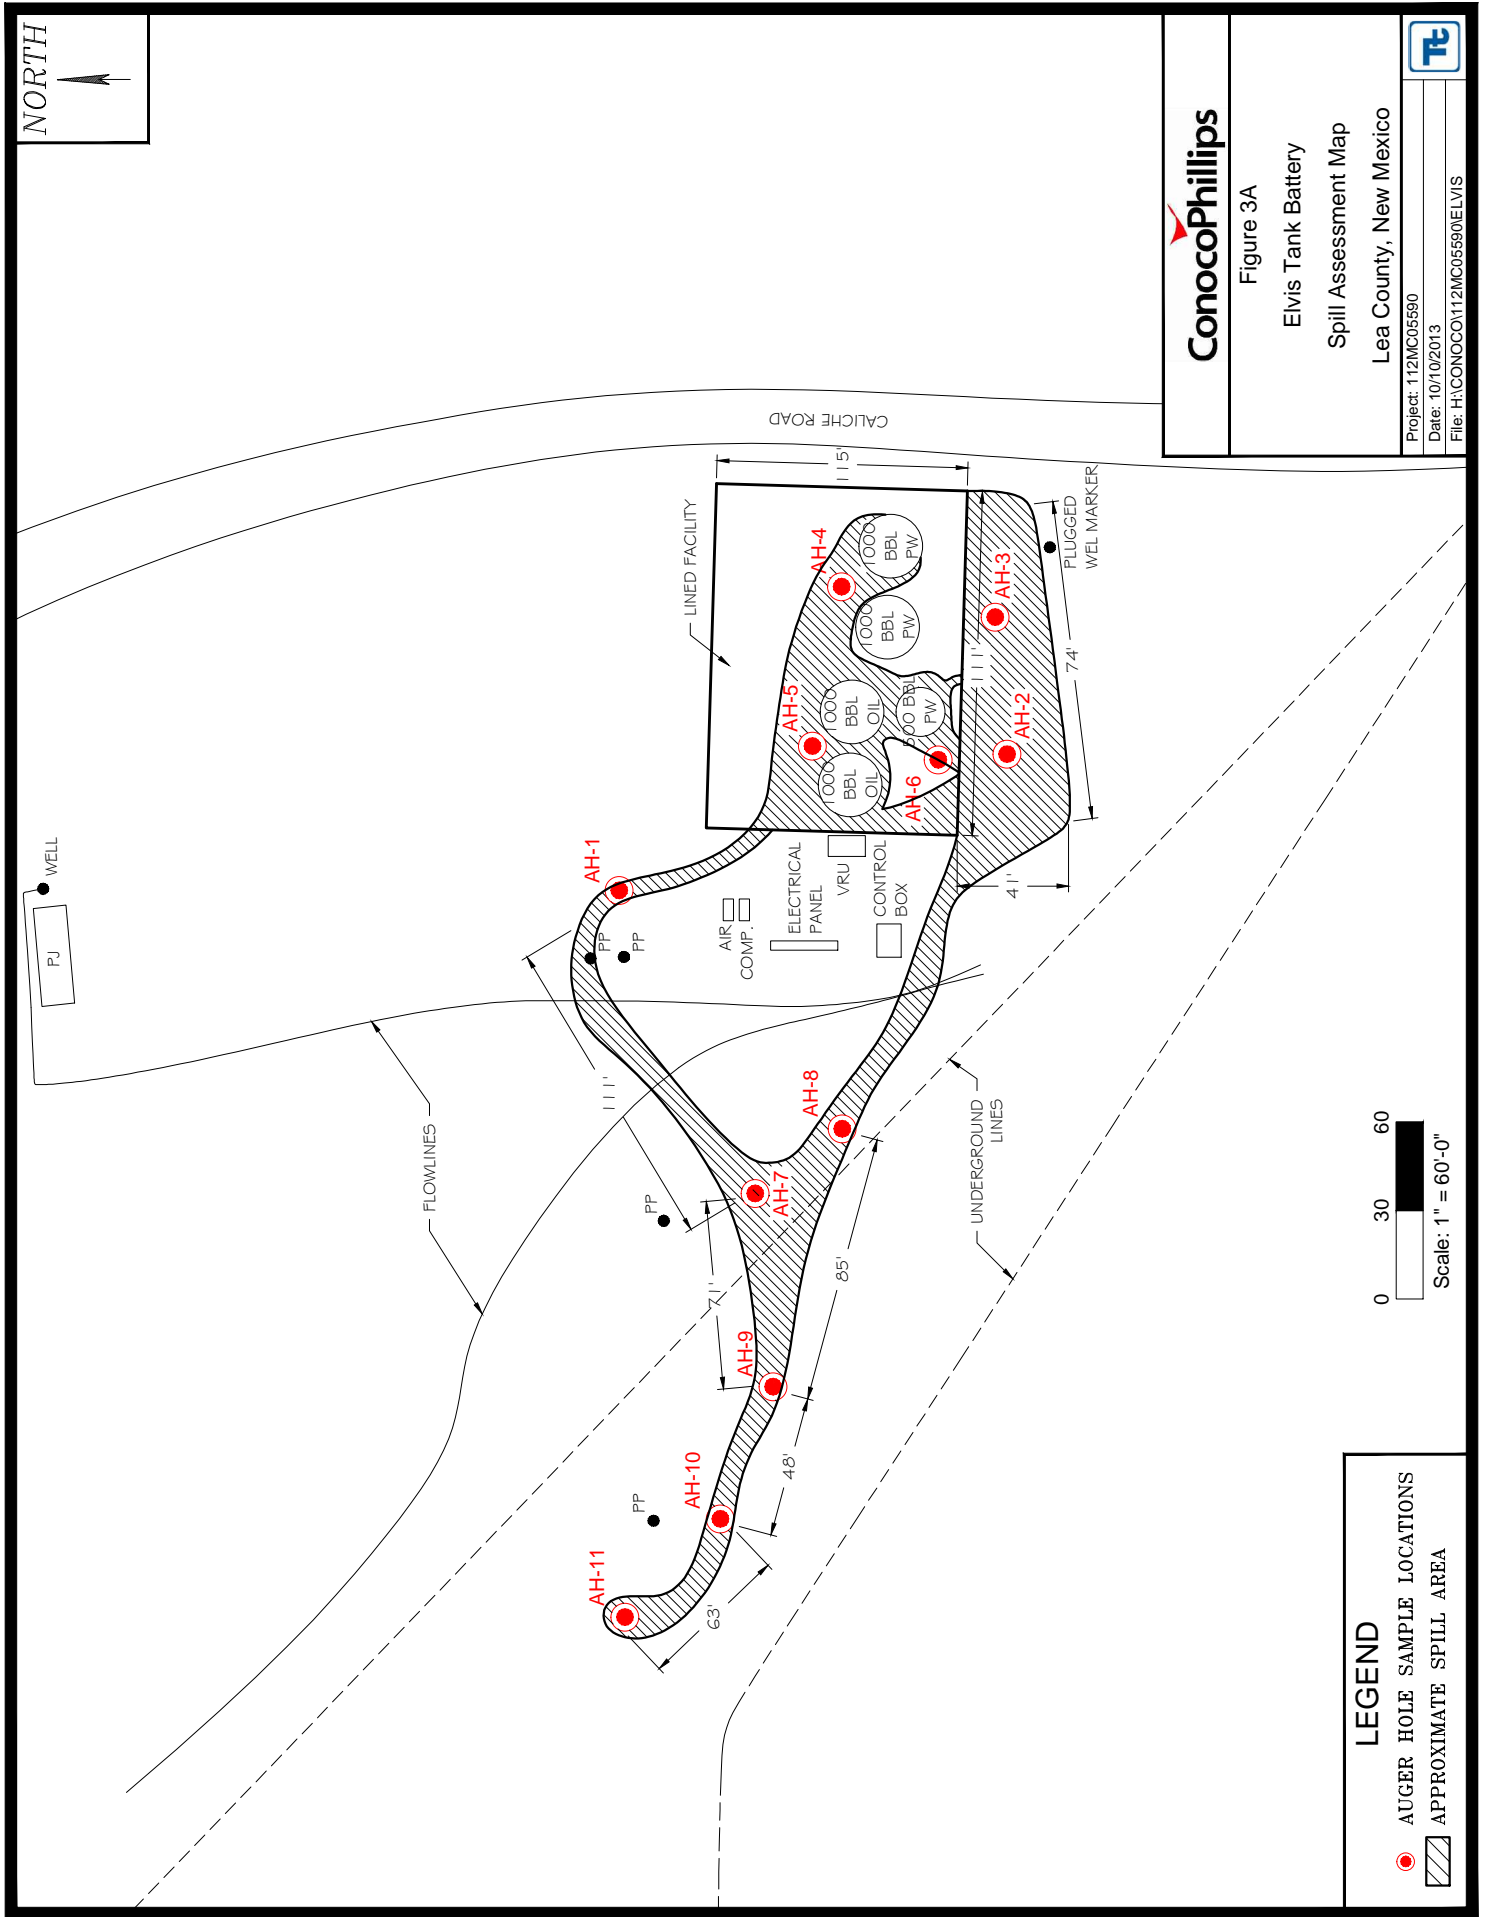 NORTH
PJ
WELL
FLOWLINES
CALICHE ROAD
LINED FACILITY
115'
AH-1
PP
PP
AIR
COMP.
ELECTRICAL
PANEL
VRU
CONTROL
BOX
AH-4
1000
BBL
PW
1000
BBL
PW
AH-5
1000
BBL
OIL
1000
BBL
OIL
500 BBL
PW
AH-6
AH-3
AH-2
111'
74'
41'
PLUGGED
WEL MARKER
111'
PP
AH-7
AH-8
71'
85'
AH-9
48'
AH-10
PP
AH-11
63'
UNDERGROUND
LINES
0 30 60
Scale: 1" = 60'-0"
LEGEND
AUGER HOLE SAMPLE LOCATIONS
APPROXIMATE SPILL AREA
ConocoPhillips
Figure 3A
Elvis Tank Battery
Spill Assessment Map
Lea County, New Mexico
Project: 112MC05590
Date: 10/10/2013
File: H:\CONOCO\112MC05590\ELVIS
Tt